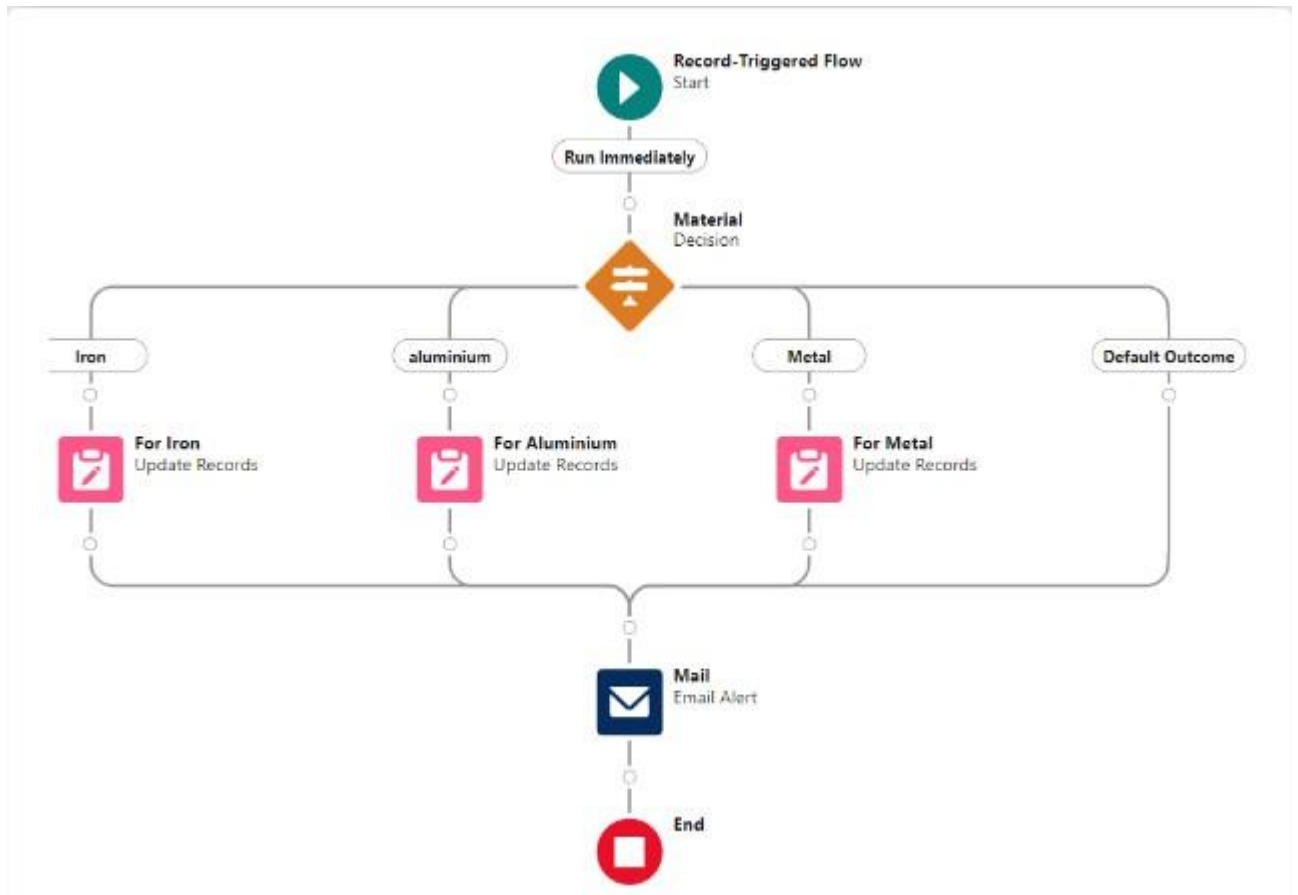 Record-Triggered Flow
Start
Run Immediately
Material
Decision
Iron
aluminium
Metal
Default Outcome
For Iron
Update Records
For Aluminium
Update Records
For Metal
Update Records
Mail
Email Alert
End